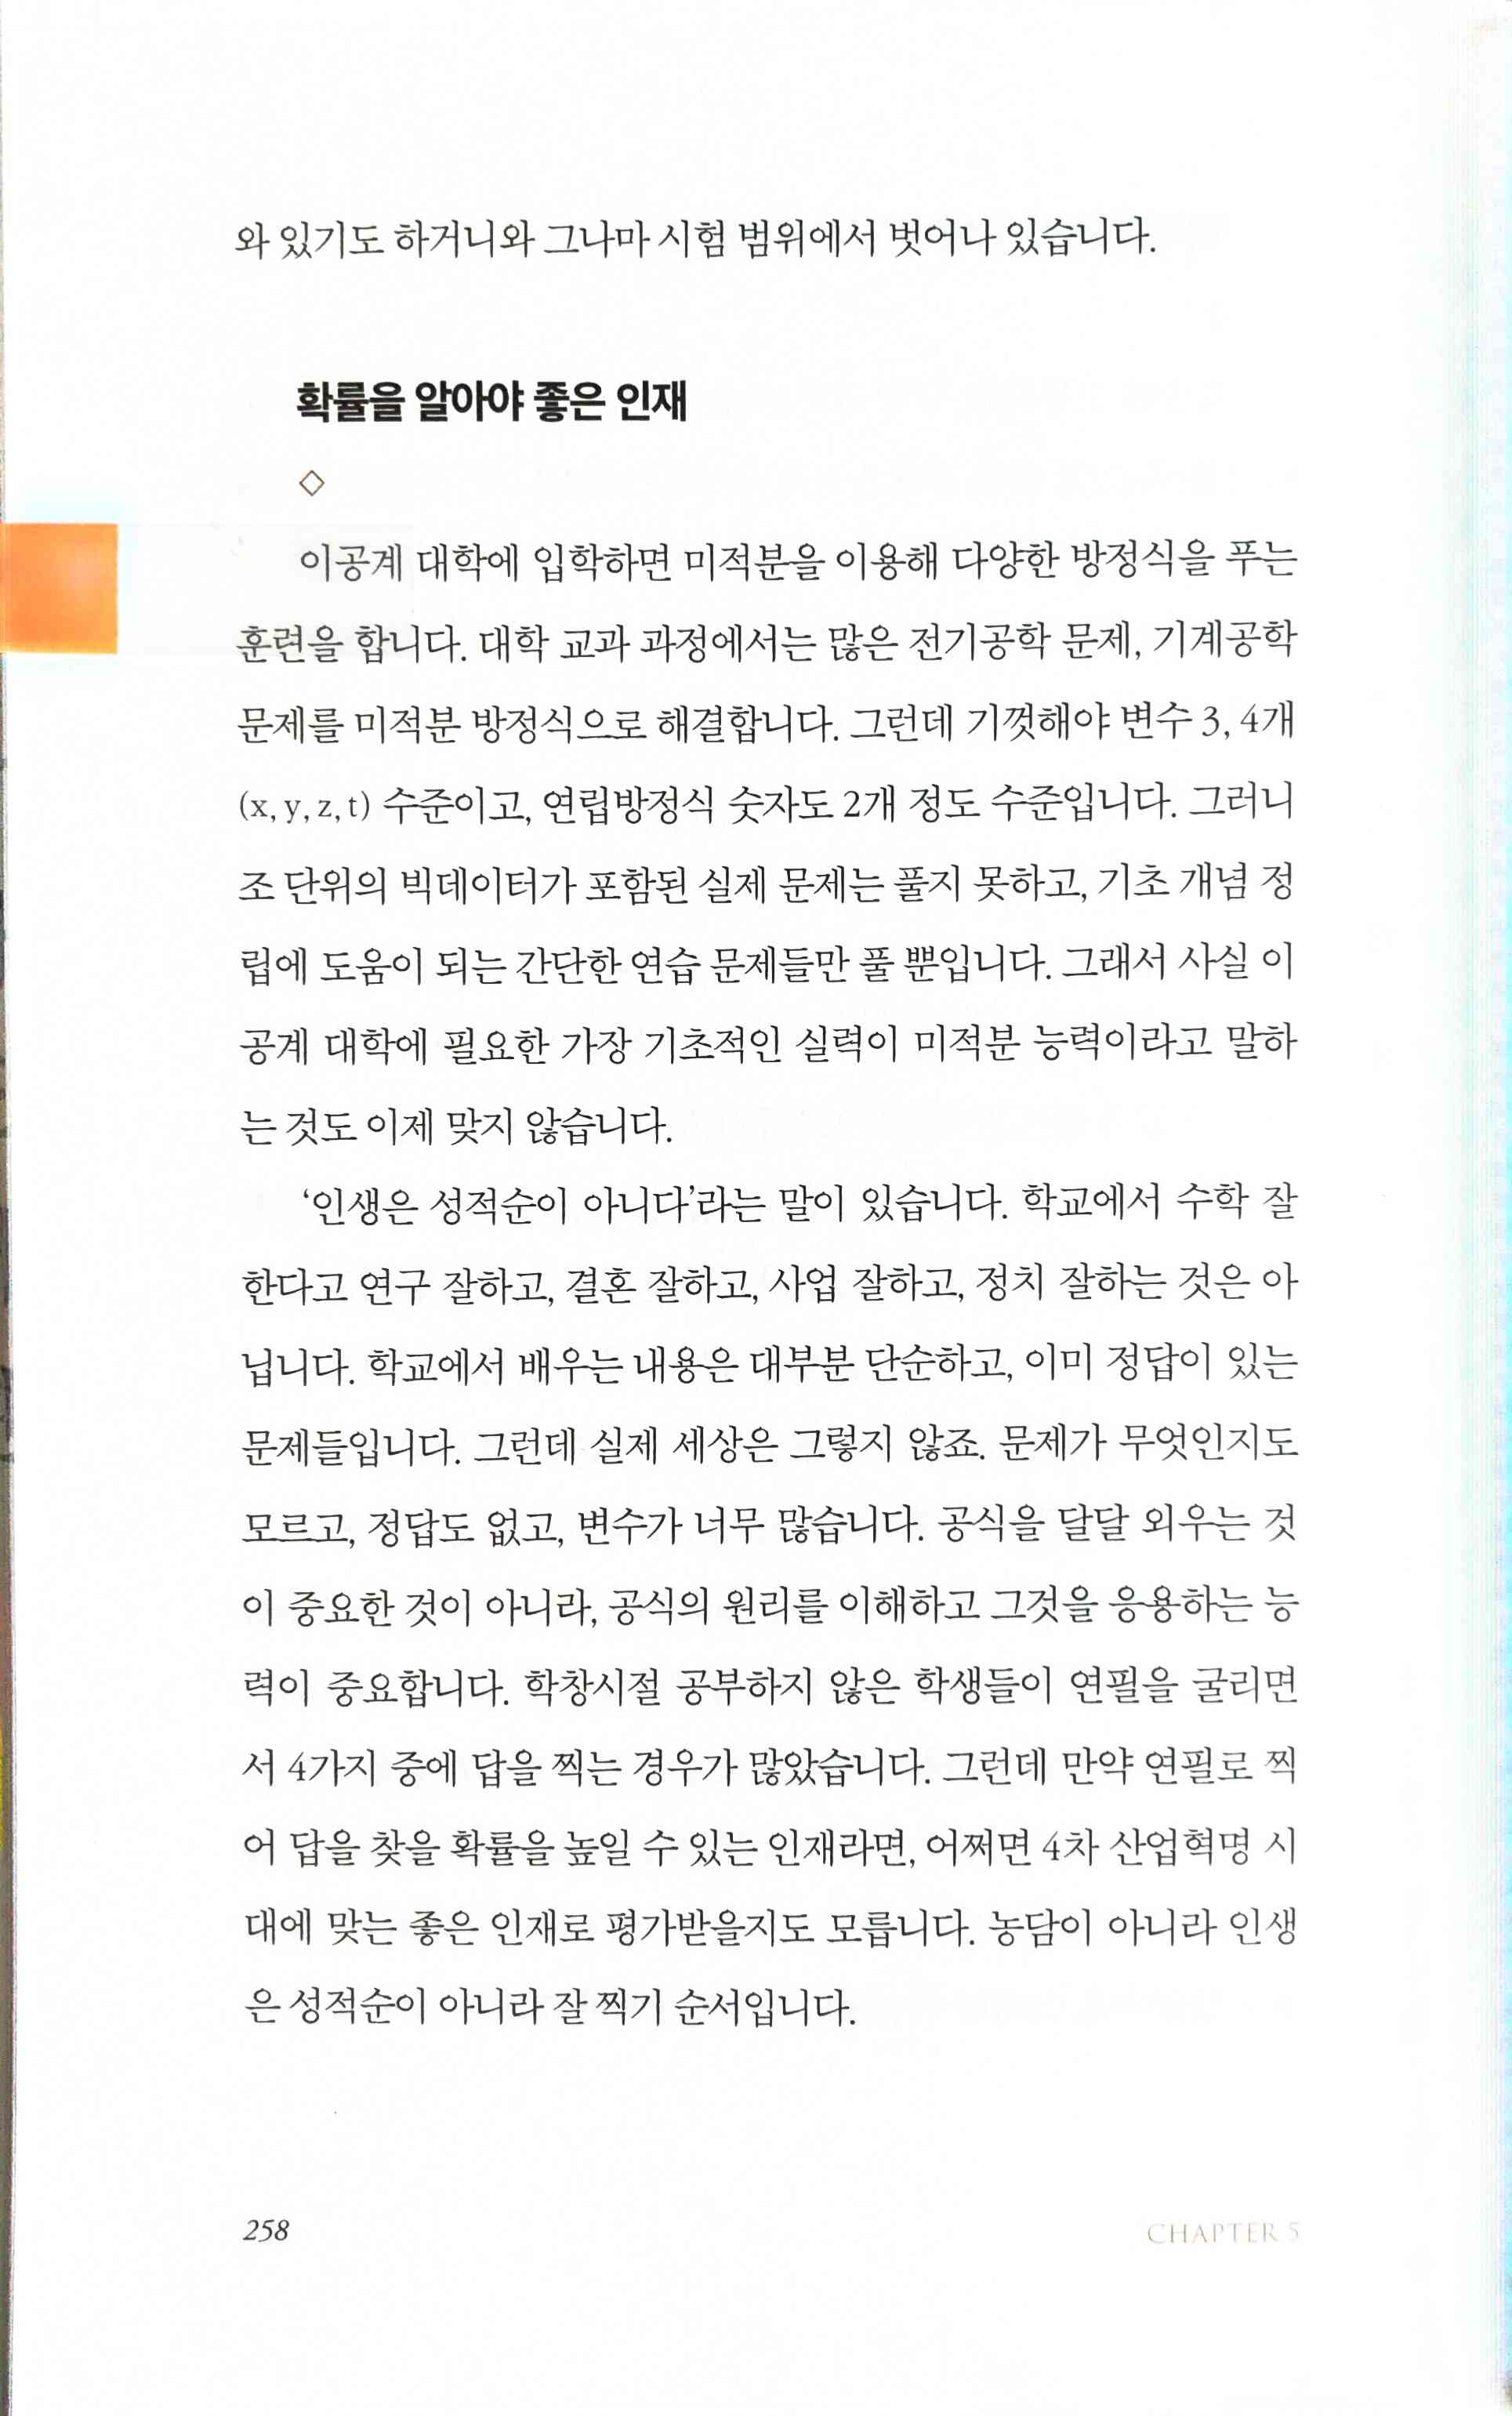 와 있기도 하거니와 그나마 시험 범위에서 벗어나 있습니다.
확률을 알아야 좋은 인재
◇
이공계 대학에 입학하면 미적분을 이용해 다양한 방정식을 푸는
훈련을 합니다. 대학 교과 과정에서는 많은 전기공학 문제, 기계공학
문제를 미적분 방정식으로 해결합니다. 그런데 기껏해야 변수 3, 4개
(x, y, z, t) 수준이고, 연립방정식 숫자도 2개 정도 수준입니다. 그러니
조 단위의 빅데이터가 포함된 실제 문제는 풀지 못하고, 기초 개념 정
립에 도움이 되는 간단한 연습 문제들만 풀 뿐입니다. 그래서 사실 이
공계 대학에 필요한 가장 기초적인 실력이 미적분 능력이라고 말하
는 것도 이제 맞지 않습니다.
‘인생은 성적순이 아니다’라는 말이 있습니다. 학교에서 수학 잘
한다고 연구 잘하고, 결혼 잘하고, 사업 잘하고, 정치 잘하는 것은 아
닙니다. 학교에서 배우는 내용은 대부분 단순하고, 이미 정답이 있는
문제들입니다. 그런데 실제 세상은 그렇지 않죠. 문제가 무엇인지도
모르고, 정답도 없고, 변수가 너무 많습니다. 공식을 달달 외우는 것
이 중요한 것이 아니라, 공식의 원리를 이해하고 그것을 응용하는 능
력이 중요합니다. 학창시절 공부하지 않은 학생들이 연필을 굴리면
서 4가지 중에 답을 찍는 경우가 많았습니다. 그런데 만약 연필로 찍
어 답을 찾을 확률을 높일 수 있는 인재라면, 어쩌면 4차 산업혁명 시
대에 맞는 좋은 인재로 평가받을지도 모릅니다. 농담이 아니라 인생
은 성적순이 아니라 잘 찍기 순서입니다.
258
CHAPTER 5